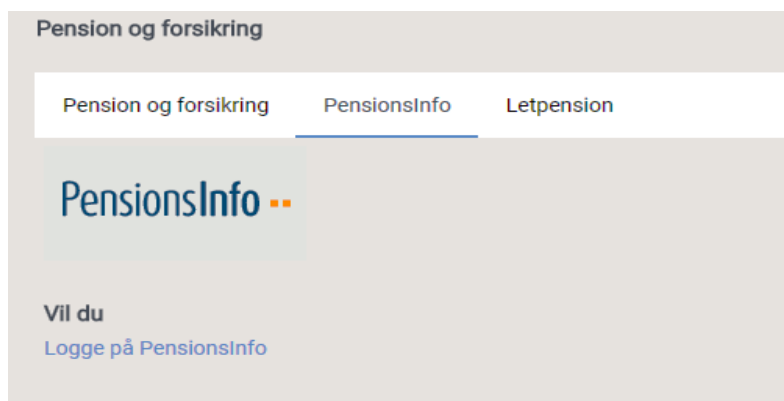 Pension og forsikring
Pension og forsikring PensionsInfo Letpension
PensionsInfo
Vil du
Logge på PensionsInfo